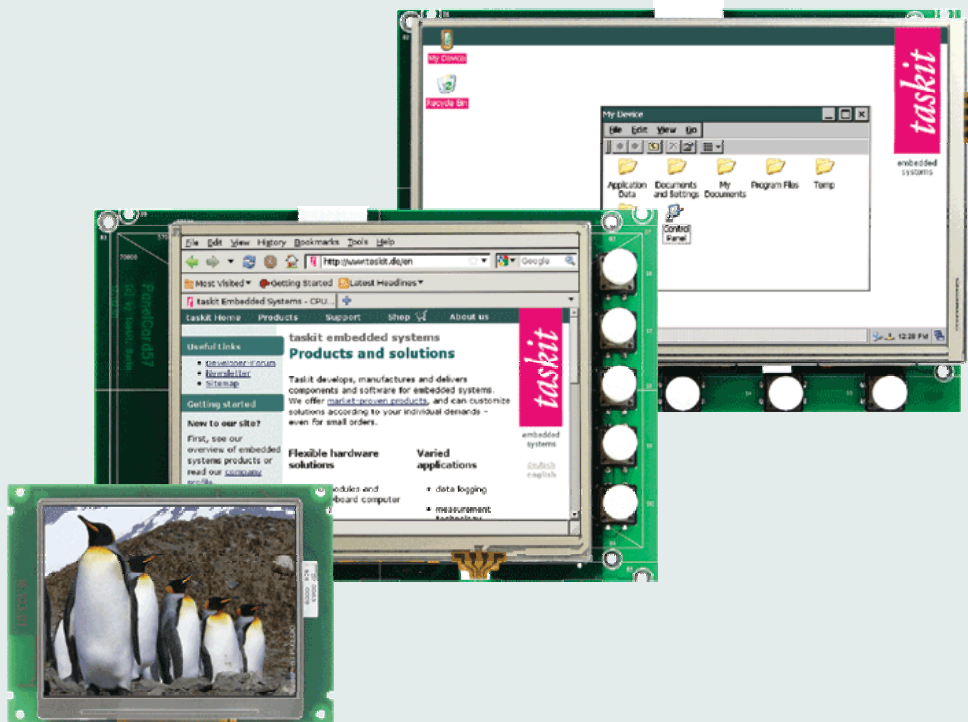 My Device
Recycle Bin
taskit
embedded
systems
My Device
File Edit View Go
Application
Data
Documents
and Settings
My
Documents
Program Files
Temp
Control
Panel
12:28 PM
PanelCard57
File Edit View History Bookmarks Tools Help
http://www.taskit.de/en
Google
Most Visited
Getting Started
Latest Headlines
taskit Embedded Systems - CPU...
taskit Home Products Support Shop About us
Useful Links
Developer-Forum
Newsletter
Sitemap
Getting started
New to our site?
First, see our
overview of embedded
systems products or
read our company
profile
taskit embedded systems
Products and solutions
Taskit develops, manufactures and delivers
components and software for embedded systems.
We offer market-proven products, and can customize
solutions according to your individual demands –
even for small orders.
Flexible hardware
solutions
Varied
applications
data logging
measurement
technology
taskit
embedded
systems
deutsch
english